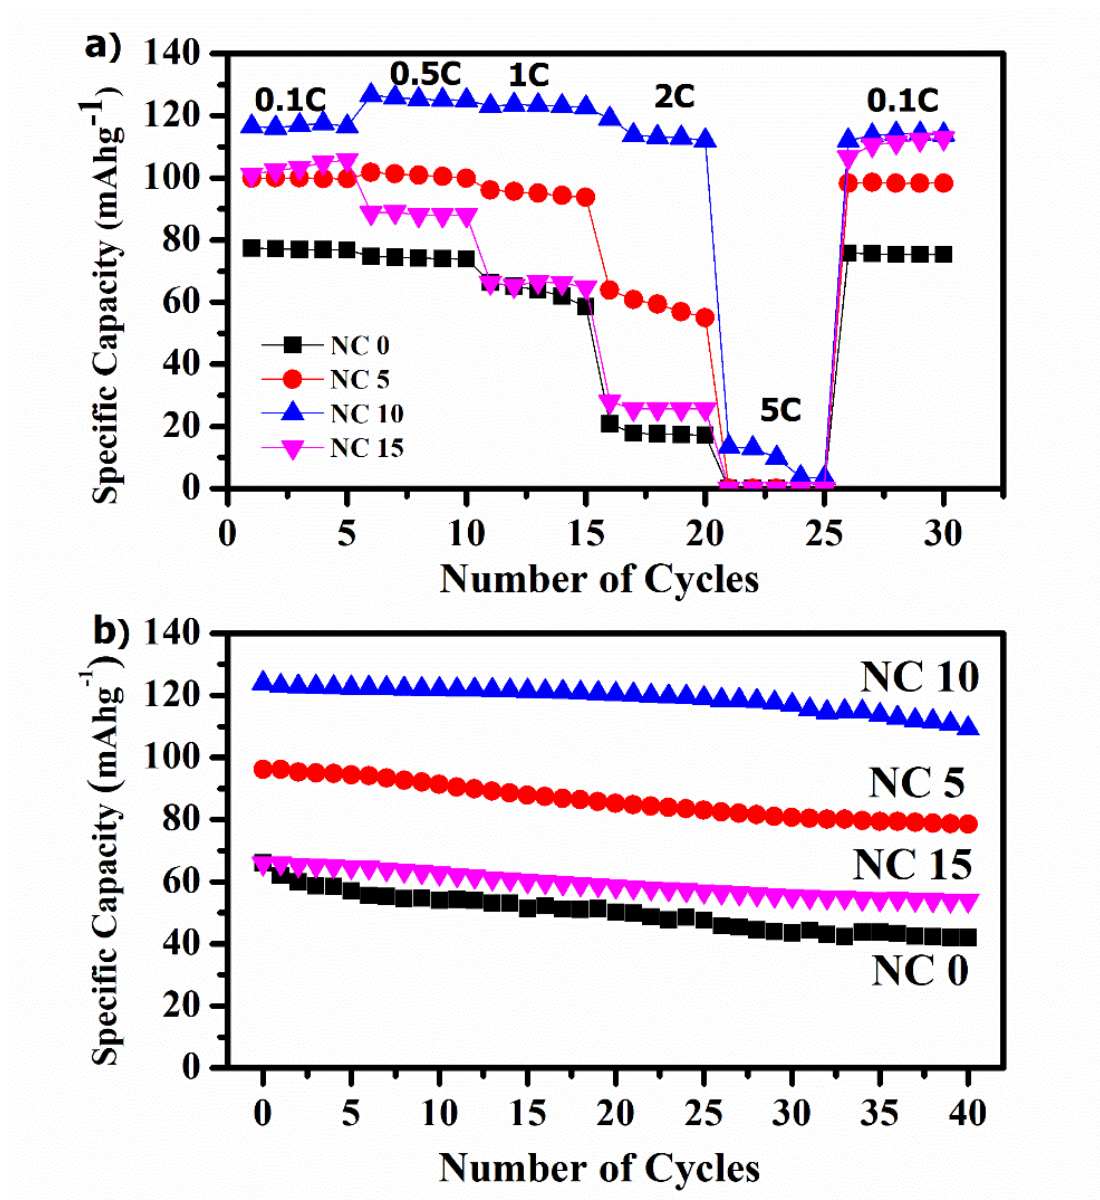 a)
140
120
100
80
60
40
20
0
Specific Capacity (mAhg-1)
0.1C
0.5C
1C
2C
5C
0.1C
NC 0
NC 5
NC 10
NC 15
0 5 10 15 20 25 30
Number of Cycles
b)
140
120
100
80
60
40
20
0
Specific Capacity (mAhg-1)
NC 10
NC 5
NC 15
NC 0
0 5 10 15 20 25 30 35 40
Number of Cycles